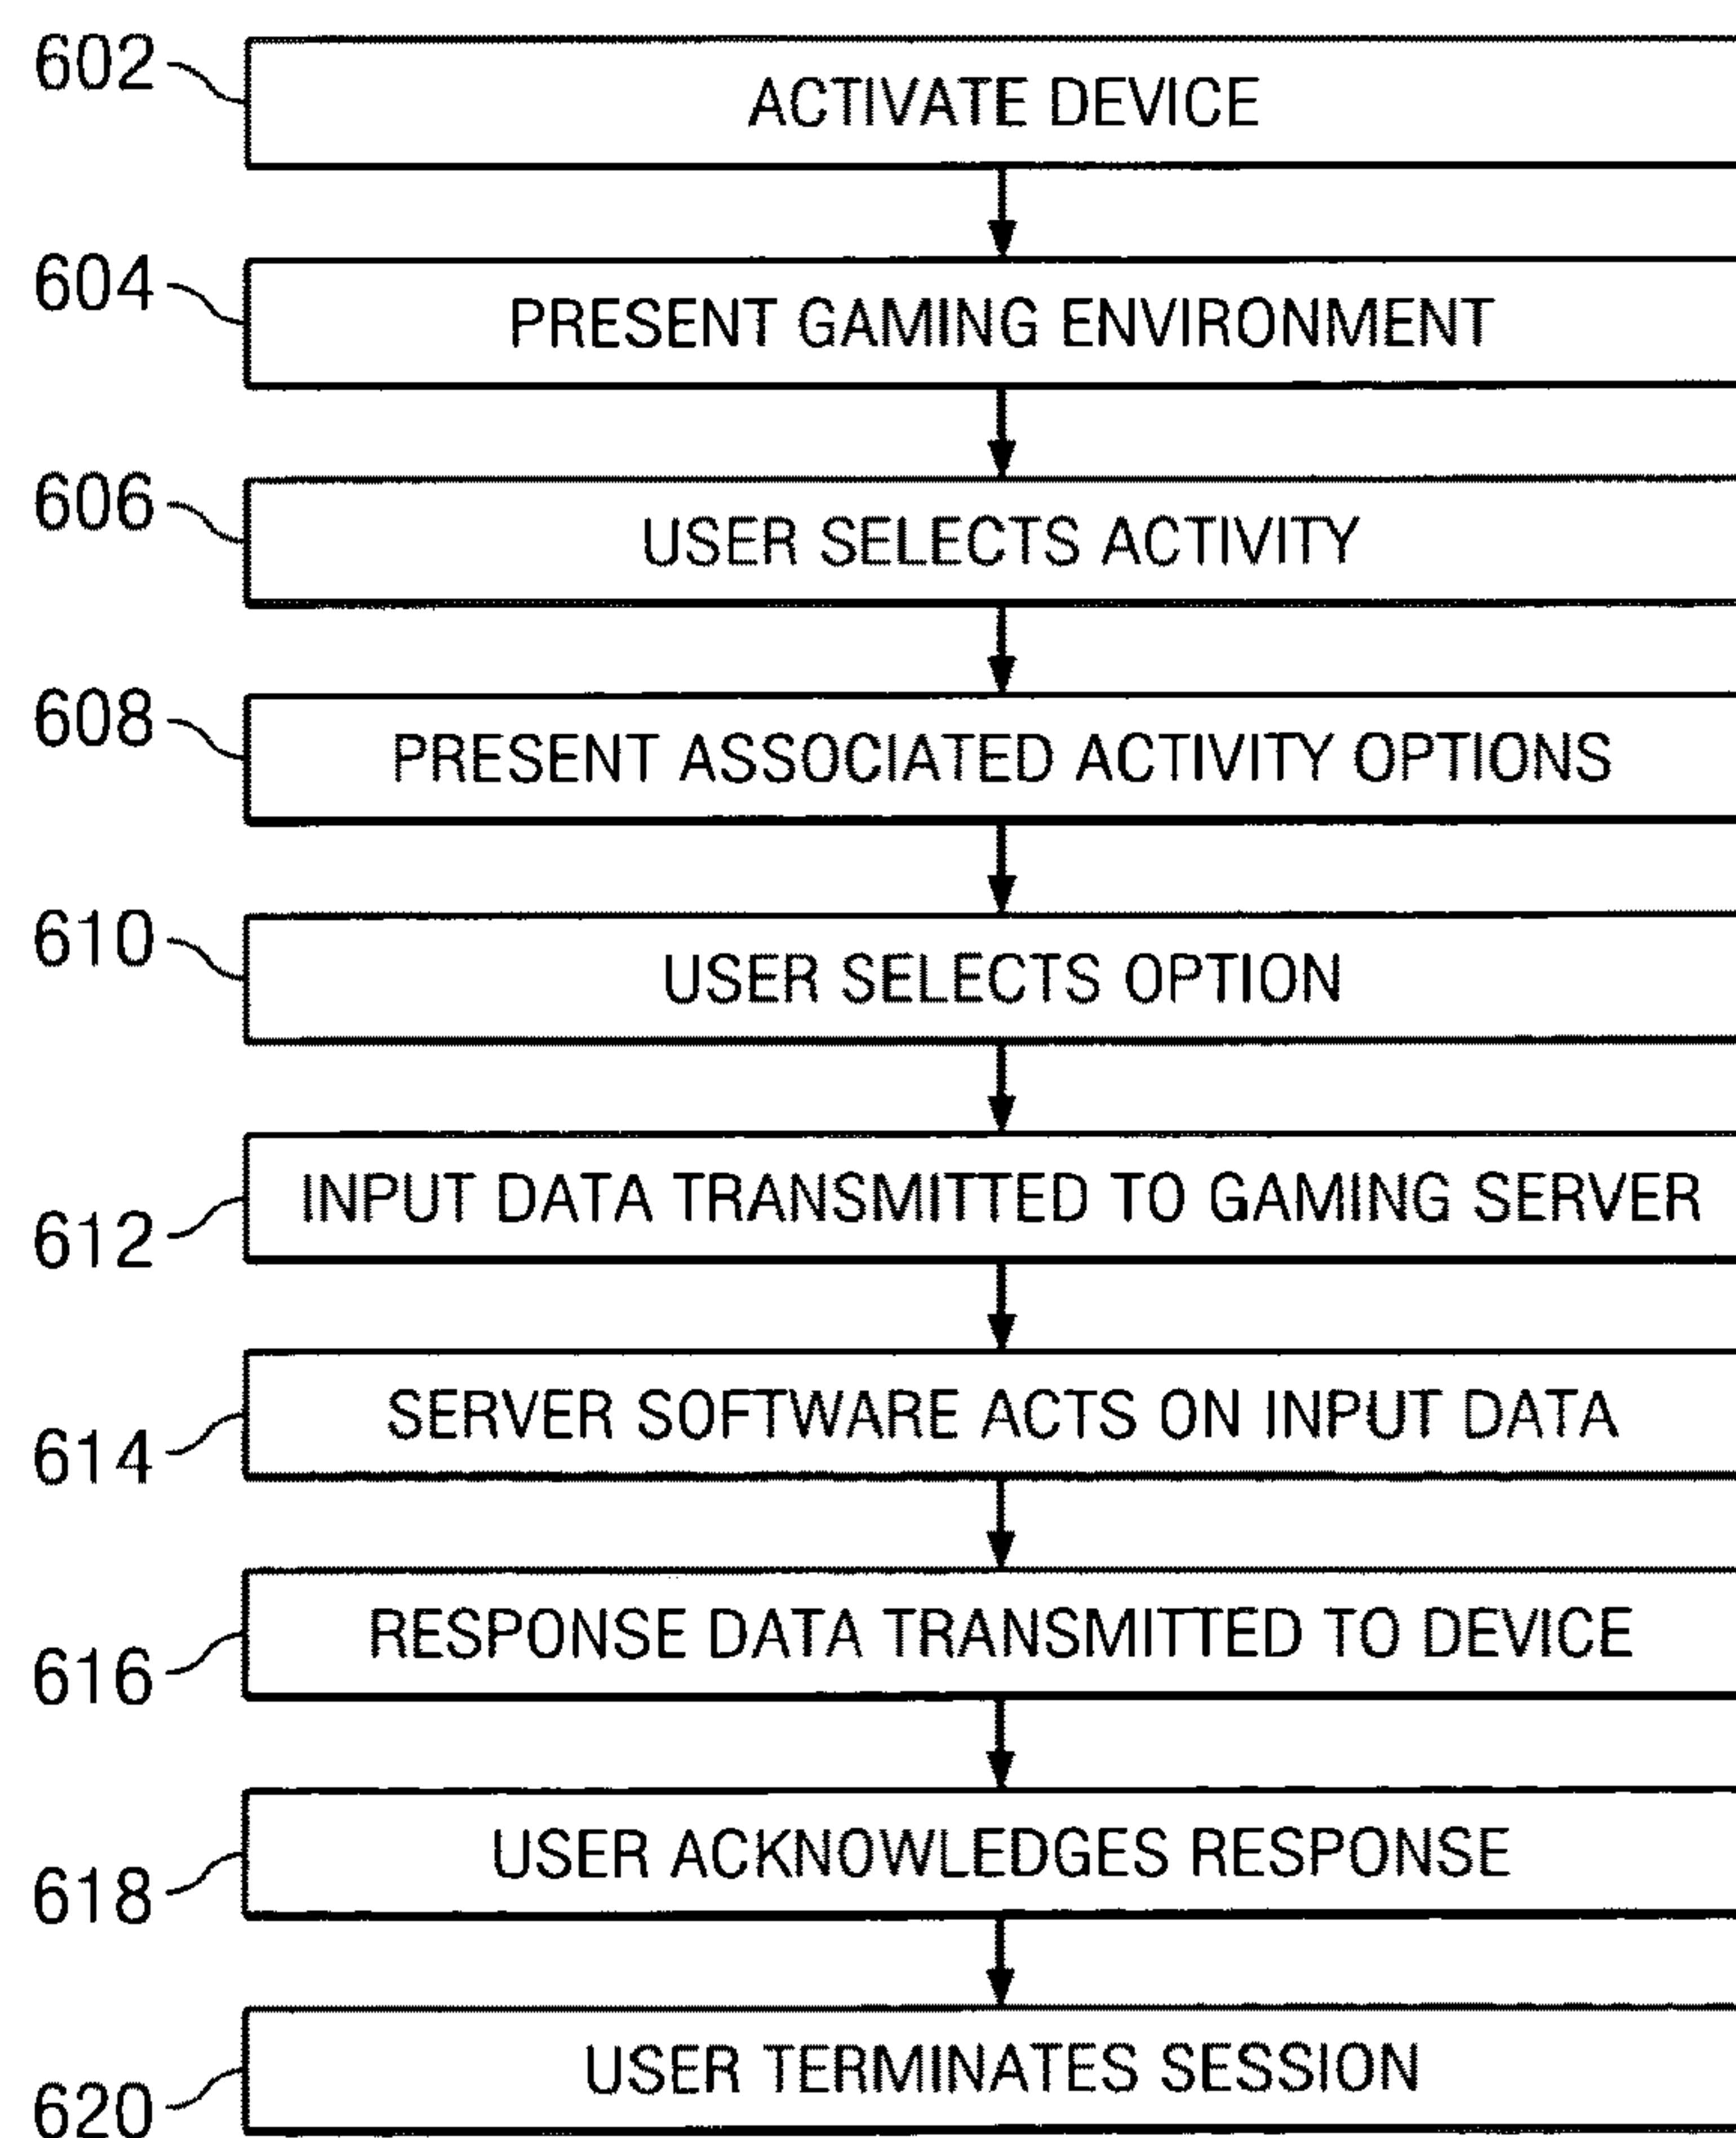 602 ACTIVATE DEVICE
604 PRESENT GAMING ENVIRONMENT
606 USER SELECTS ACTIVITY
608 PRESENT ASSOCIATED ACTIVITY OPTIONS
610 USER SELECTS OPTION
612 INPUT DATA TRANSMITTED TO GAMING SERVER
614 SERVER SOFTWARE ACTS ON INPUT DATA
616 RESPONSE DATA TRANSMITTED TO DEVICE
618 USER ACKNOWLEDGES RESPONSE
620 USER TERMINATES SESSION